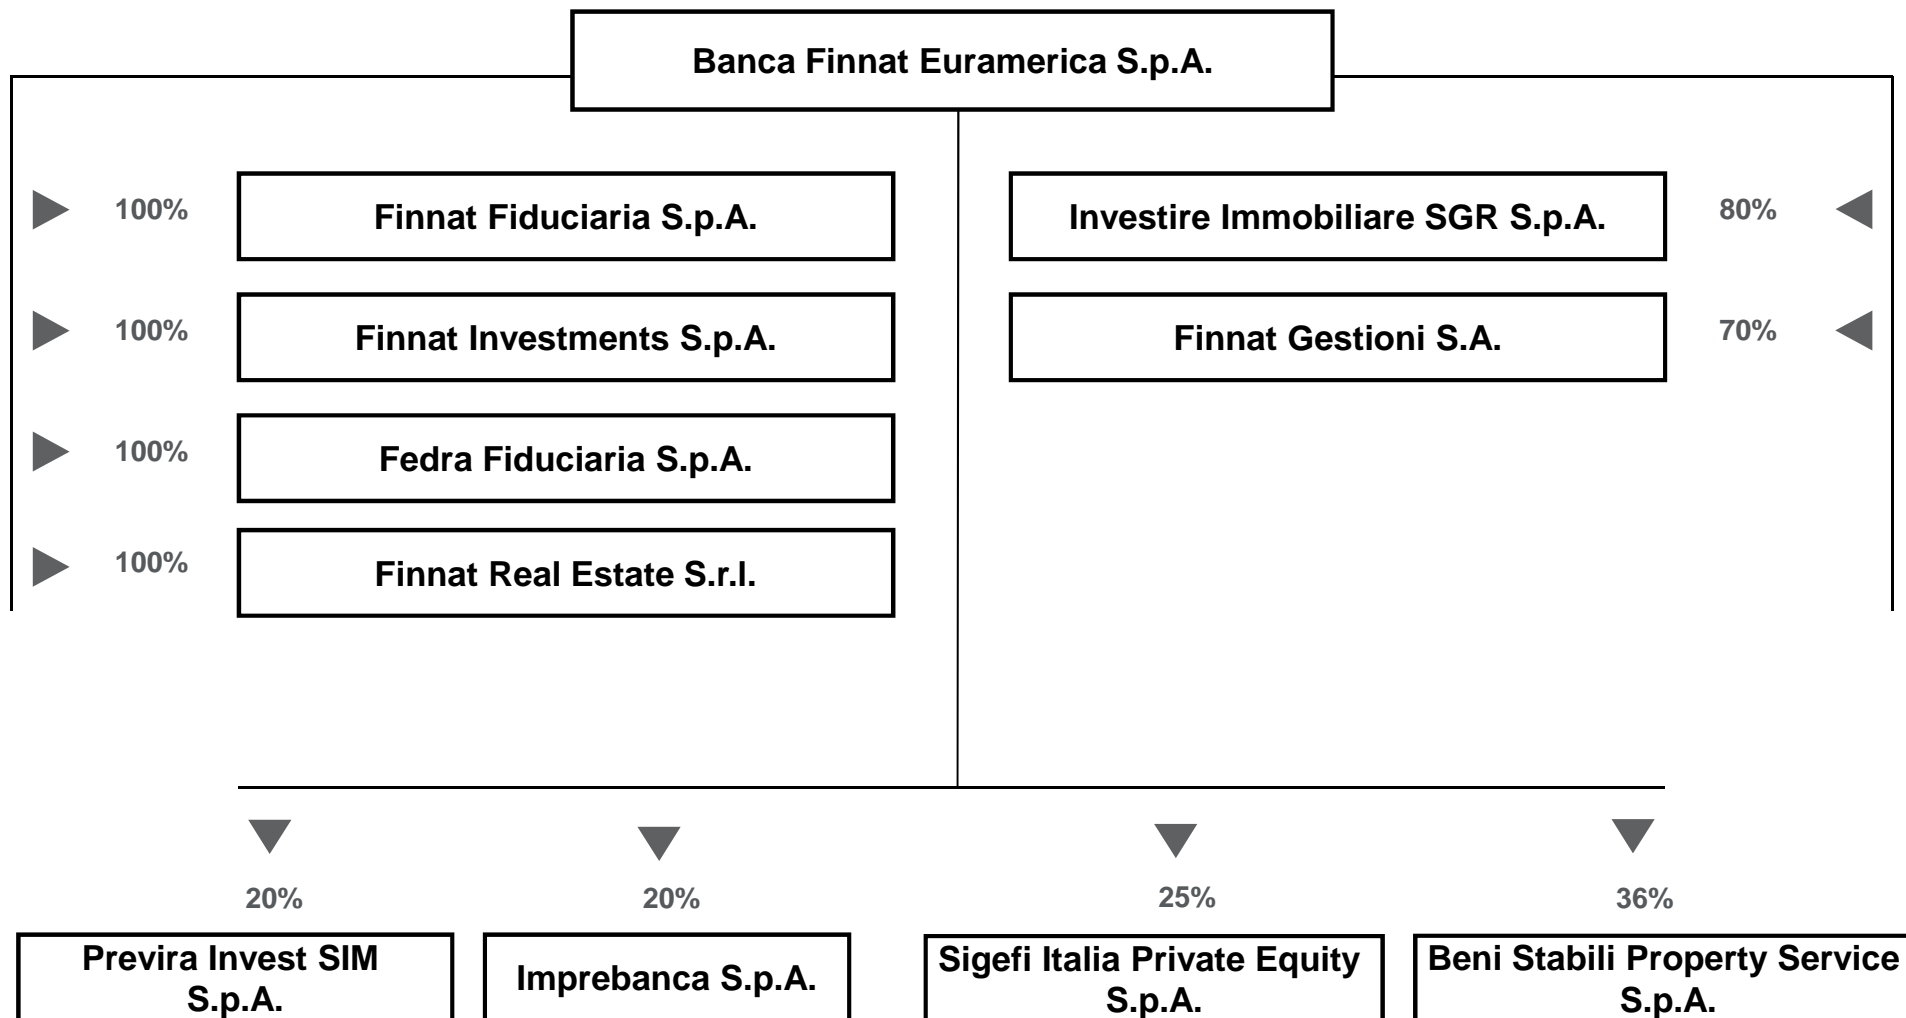 Banca Finnat Euramerica S.p.A.
100%
Finnat Fiduciaria S.p.A.
Investire Immobiliare SGR S.p.A.
80%
100%
Finnat Investments S.p.A.
Finnat Gestioni S.A.
70%
100%
Fedra Fiduciaria S.p.A.
100%
Finnat Real Estate S.r.l.
20%
20%
25%
36%
Previra Invest SIM
S.p.A.
Imprebanca S.p.A.
Sigefi Italia Private Equity
S.p.A.
Beni Stabili Property Service
S.p.A.